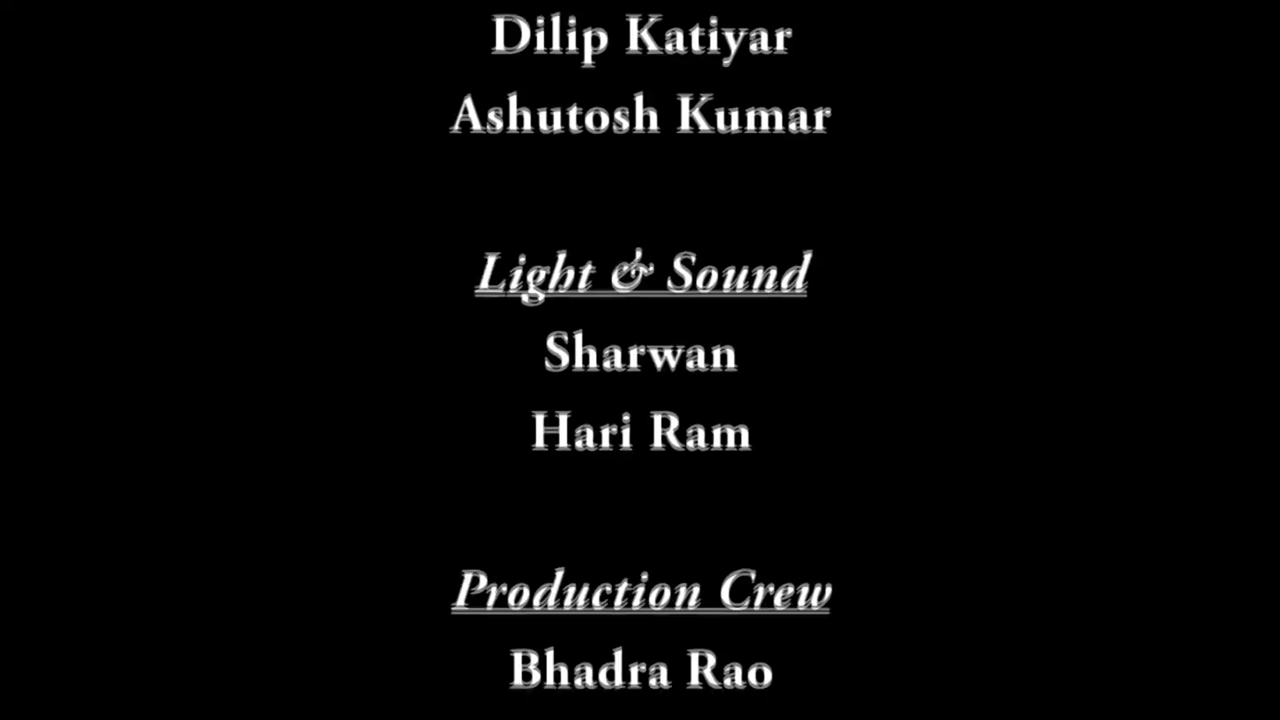 Dilip Katiyar
Ashutosh Kumar
Light & Sound
Sharwan
Hari Ram
Production Crew
Bhadra Rao